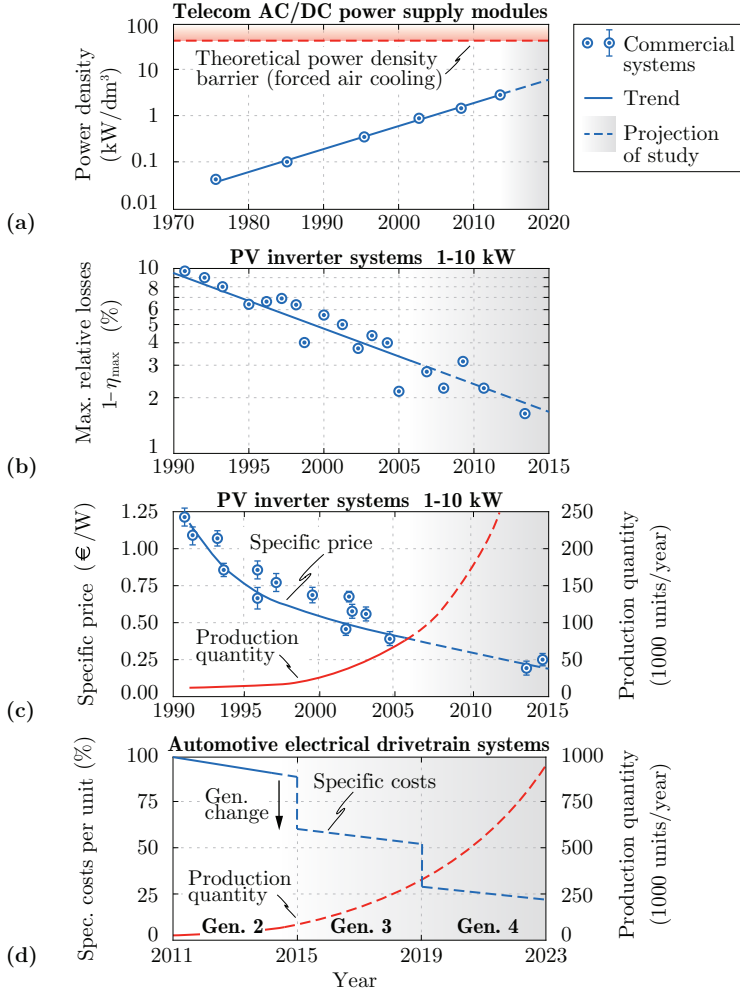 Telecom AC/DC power supply modules
Power density
(kW/dm³)
100
10
1
0.1
0.01
Theoretical power density
barrier (forced air cooling)
1970
1980
1990
2000
2010
2020
(a)
Commercial
systems
Trend
Projection
of study
PV inverter systems 1-10 kW
Max. relative losses
1–ηmax (%)
10
8
6
5
4
3
2
1
1990
1995
2000
2005
2010
2015
(b)
PV inverter systems 1-10 kW
Specific price (€/W)
1.25
1.00
0.75
0.50
0.25
0.00
Specific price
Production
quantity
250
200
150
100
50
0
Production quantity
(1000 units/year)
1991
1995
2000
2005
2010
2015
(c)
Automotive electrical drivetrain systems
Spec. costs per unit (%)
100
75
50
25
0
Gen.
change
Specific costs
Production
quantity
Gen. 2
Gen. 3
Gen. 4
1000
750
500
250
0
Production quantity
(1000 units/year)
2011
2015
2019
2023
(d)
Year